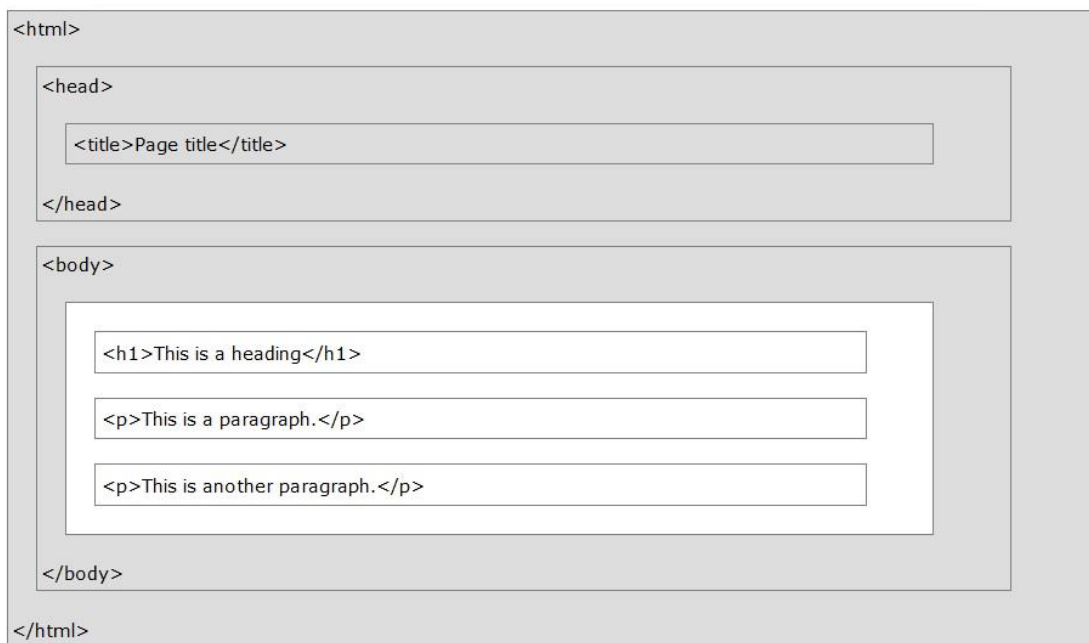 <html>
<head>
<title>Page title</title>
</head>
<body>
<h1>This is a heading</h1>
<p>This is a paragraph.</p>
<p>This is another paragraph.</p>
</body>
</html>